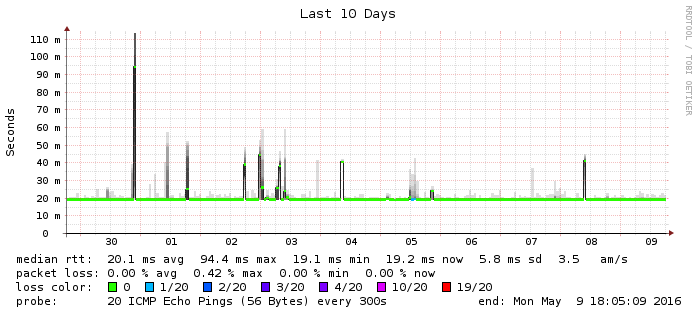 Last 10 Days
RRDTOOL / TOBI OETIKER
Seconds
110 m
100 m
90 m
80 m
70 m
60 m
50 m
40 m
30 m
20 m
10 m
0
30 01 02 03 04 05 06 07 08 09
median rtt: 20.1 ms avg 94.4 ms max 19.1 ms min 19.2 ms now 5.8 ms sd 3.5 am/s
packet loss: 0.00 % avg 0.42 % max 0.00 % min 0.00 % now
loss color: 0 1/20 2/20 3/20 4/20 10/20 19/20
probe: 20 ICMP Echo Pings (56 Bytes) every 300s end: Mon May 9 18:05:09 2016